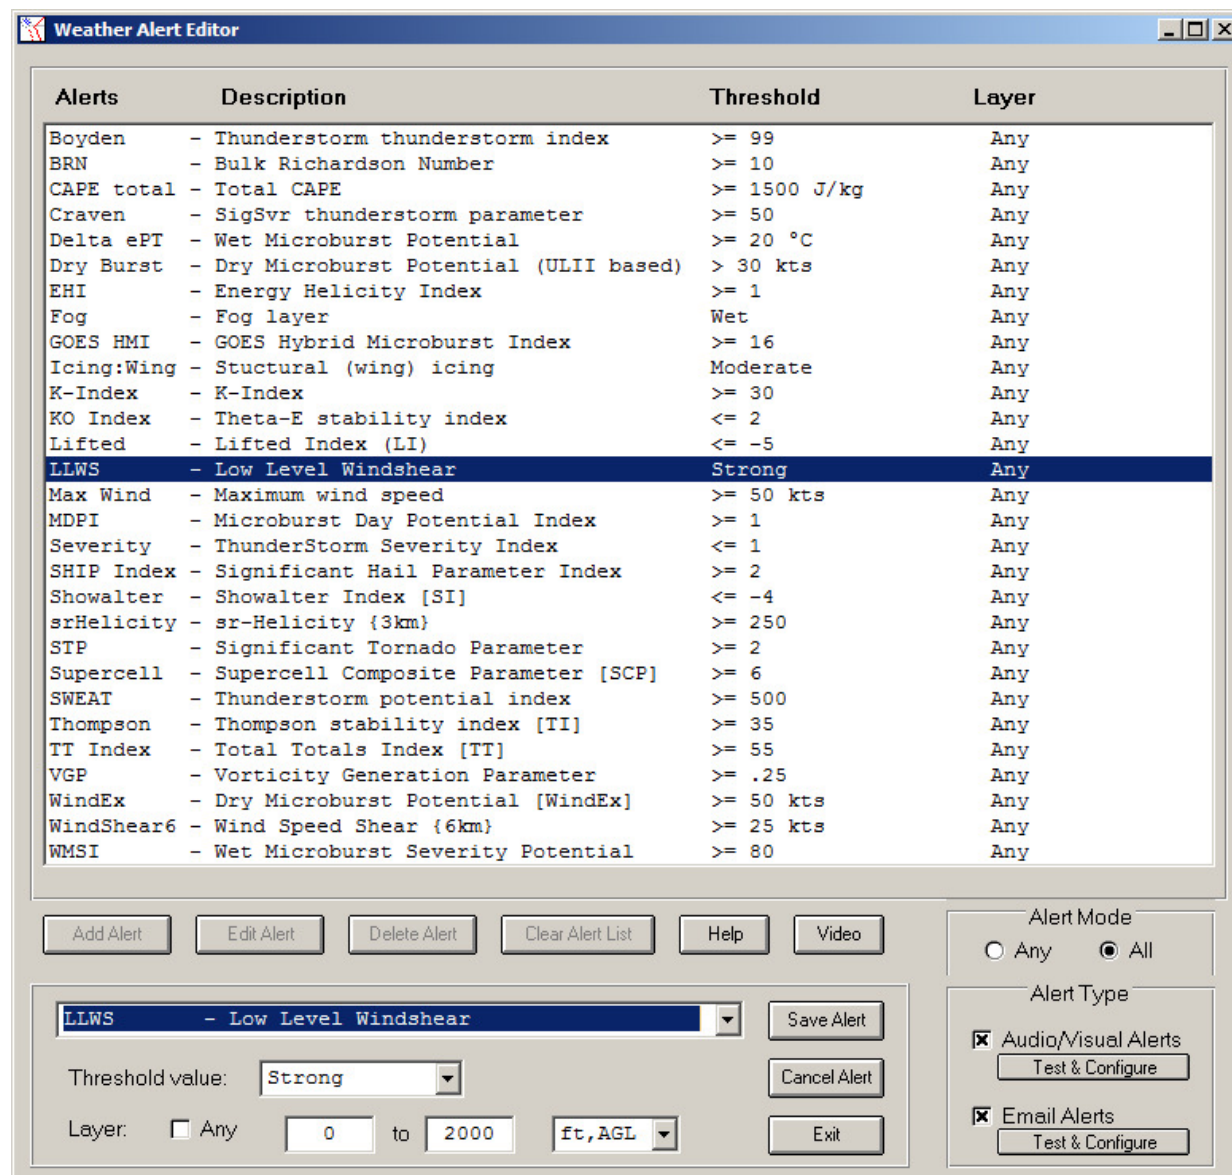 Weather Alert Editor
Alerts Description Threshold Layer
Boyden - Thunderstorm thunderstorm index >= 99 Any
BRN - Bulk Richardson Number >= 10 Any
CAPE total - Total CAPE >= 1500 J/kg Any
Craven - SigSvr thunderstorm parameter >= 50 Any
Delta ePT - Wet Microburst Potential >= 20 °C Any
Dry Burst - Dry Microburst Potential (ULII based) > 30 kts Any
EHI - Energy Helicity Index >= 1 Any
Fog - Fog layer Wet Any
GOES HMI - GOES Hybrid Microburst Index >= 16 Any
Icing:Wing - Stuctural (wing) icing Moderate Any
K-Index - K-Index >= 30 Any
KO Index - Theta-E stability index <= 2 Any
Lifted - Lifted Index (LI) <= -5 Any
LLWS - Low Level Windshear Strong Any
Max Wind - Maximum wind speed >= 50 kts Any
MDPI - Microburst Day Potential Index >= 1 Any
Severity - ThunderStorm Severity Index <= 1 Any
SHIP Index - Significant Hail Parameter Index >= 2 Any
Showalter - Showalter Index [SI] <= -4 Any
srHelicity - sr-Helicity {3km} >= 250 Any
STP - Significant Tornado Parameter >= 2 Any
Supercell - Supercell Composite Parameter [SCP] >= 6 Any
SWEAT - Thunderstorm potential index >= 500 Any
Thompson - Thompson stability index [TI] >= 35 Any
TT Index - Total Totals Index [TT] >= 55 Any
VGP - Vorticity Generation Parameter >= .25 Any
WindEx - Dry Microburst Potential [WindEx] >= 50 kts Any
WindShear6 - Wind Speed Shear {6km} >= 25 kts Any
WMSI - Wet Microburst Severity Potential >= 80 Any
Add Alert Edit Alert Delete Alert Clear Alert List Help Video
Alert Mode
Any All
LLWS - Low Level Windshear Save Alert
Threshold value: Strong Cancel Alert
Layer: Any 0 to 2000 ft,AGL Exit
Alert Type
Audio/Visual Alerts
Test & Configure
Email Alerts
Test & Configure